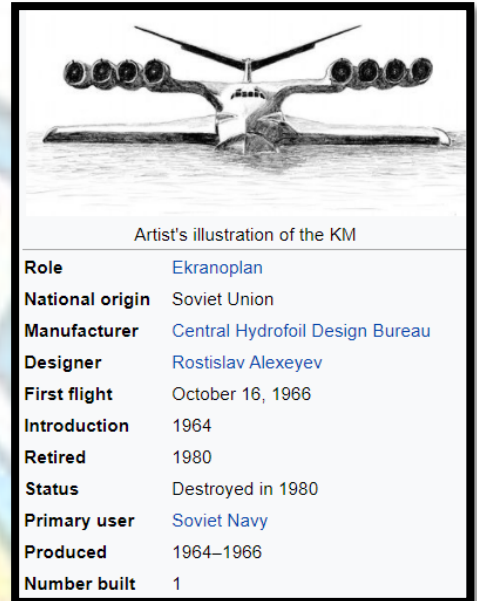 Artist's illustration of the KM
Role Ekranoplan
National origin Soviet Union
Manufacturer Central Hydrofoil Design Bureau
Designer Rostislav Alexeyev
First flight October 16, 1966
Introduction 1964
Retired 1980
Status Destroyed in 1980
Primary user Soviet Navy
Produced 1964–1966
Number built 1